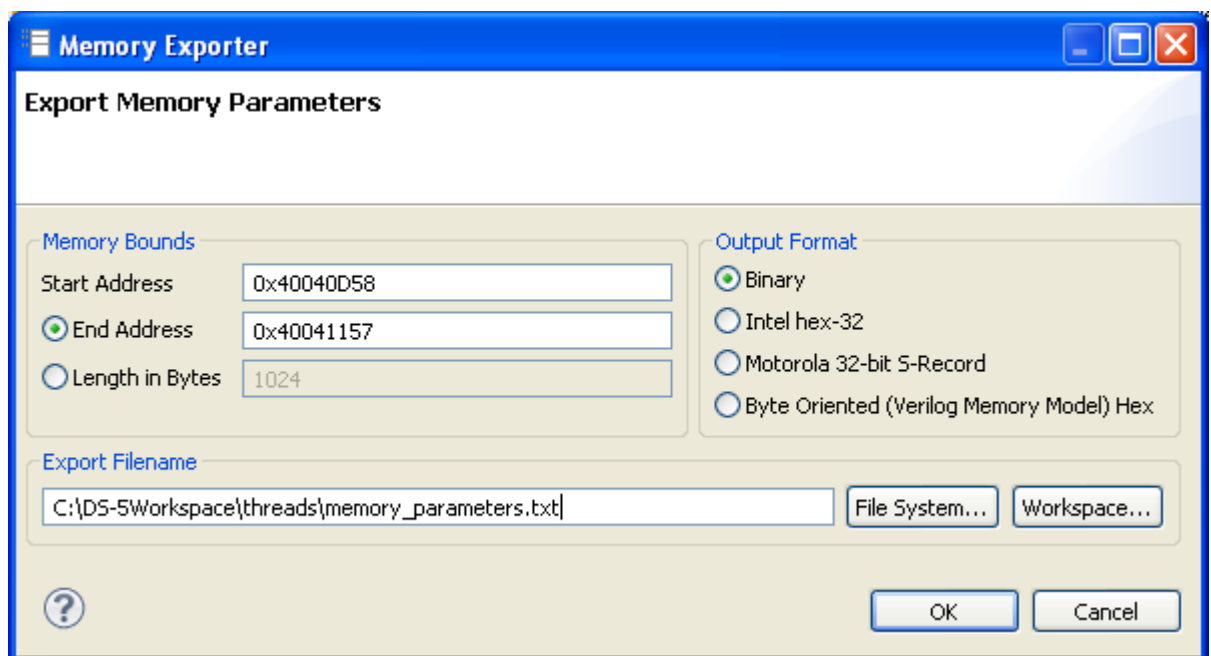 Memory Exporter
Export Memory Parameters
Memory Bounds
Start Address 0x40040D58
End Address 0x40041157
Length in Bytes 1024
Output Format
Binary
Intel hex-32
Motorola 32-bit S-Record
Byte Oriented (Verilog Memory Model) Hex
Export Filename
C:\DS-5Workspace\threads\memory_parameters.txt File System... Workspace...
? OK Cancel